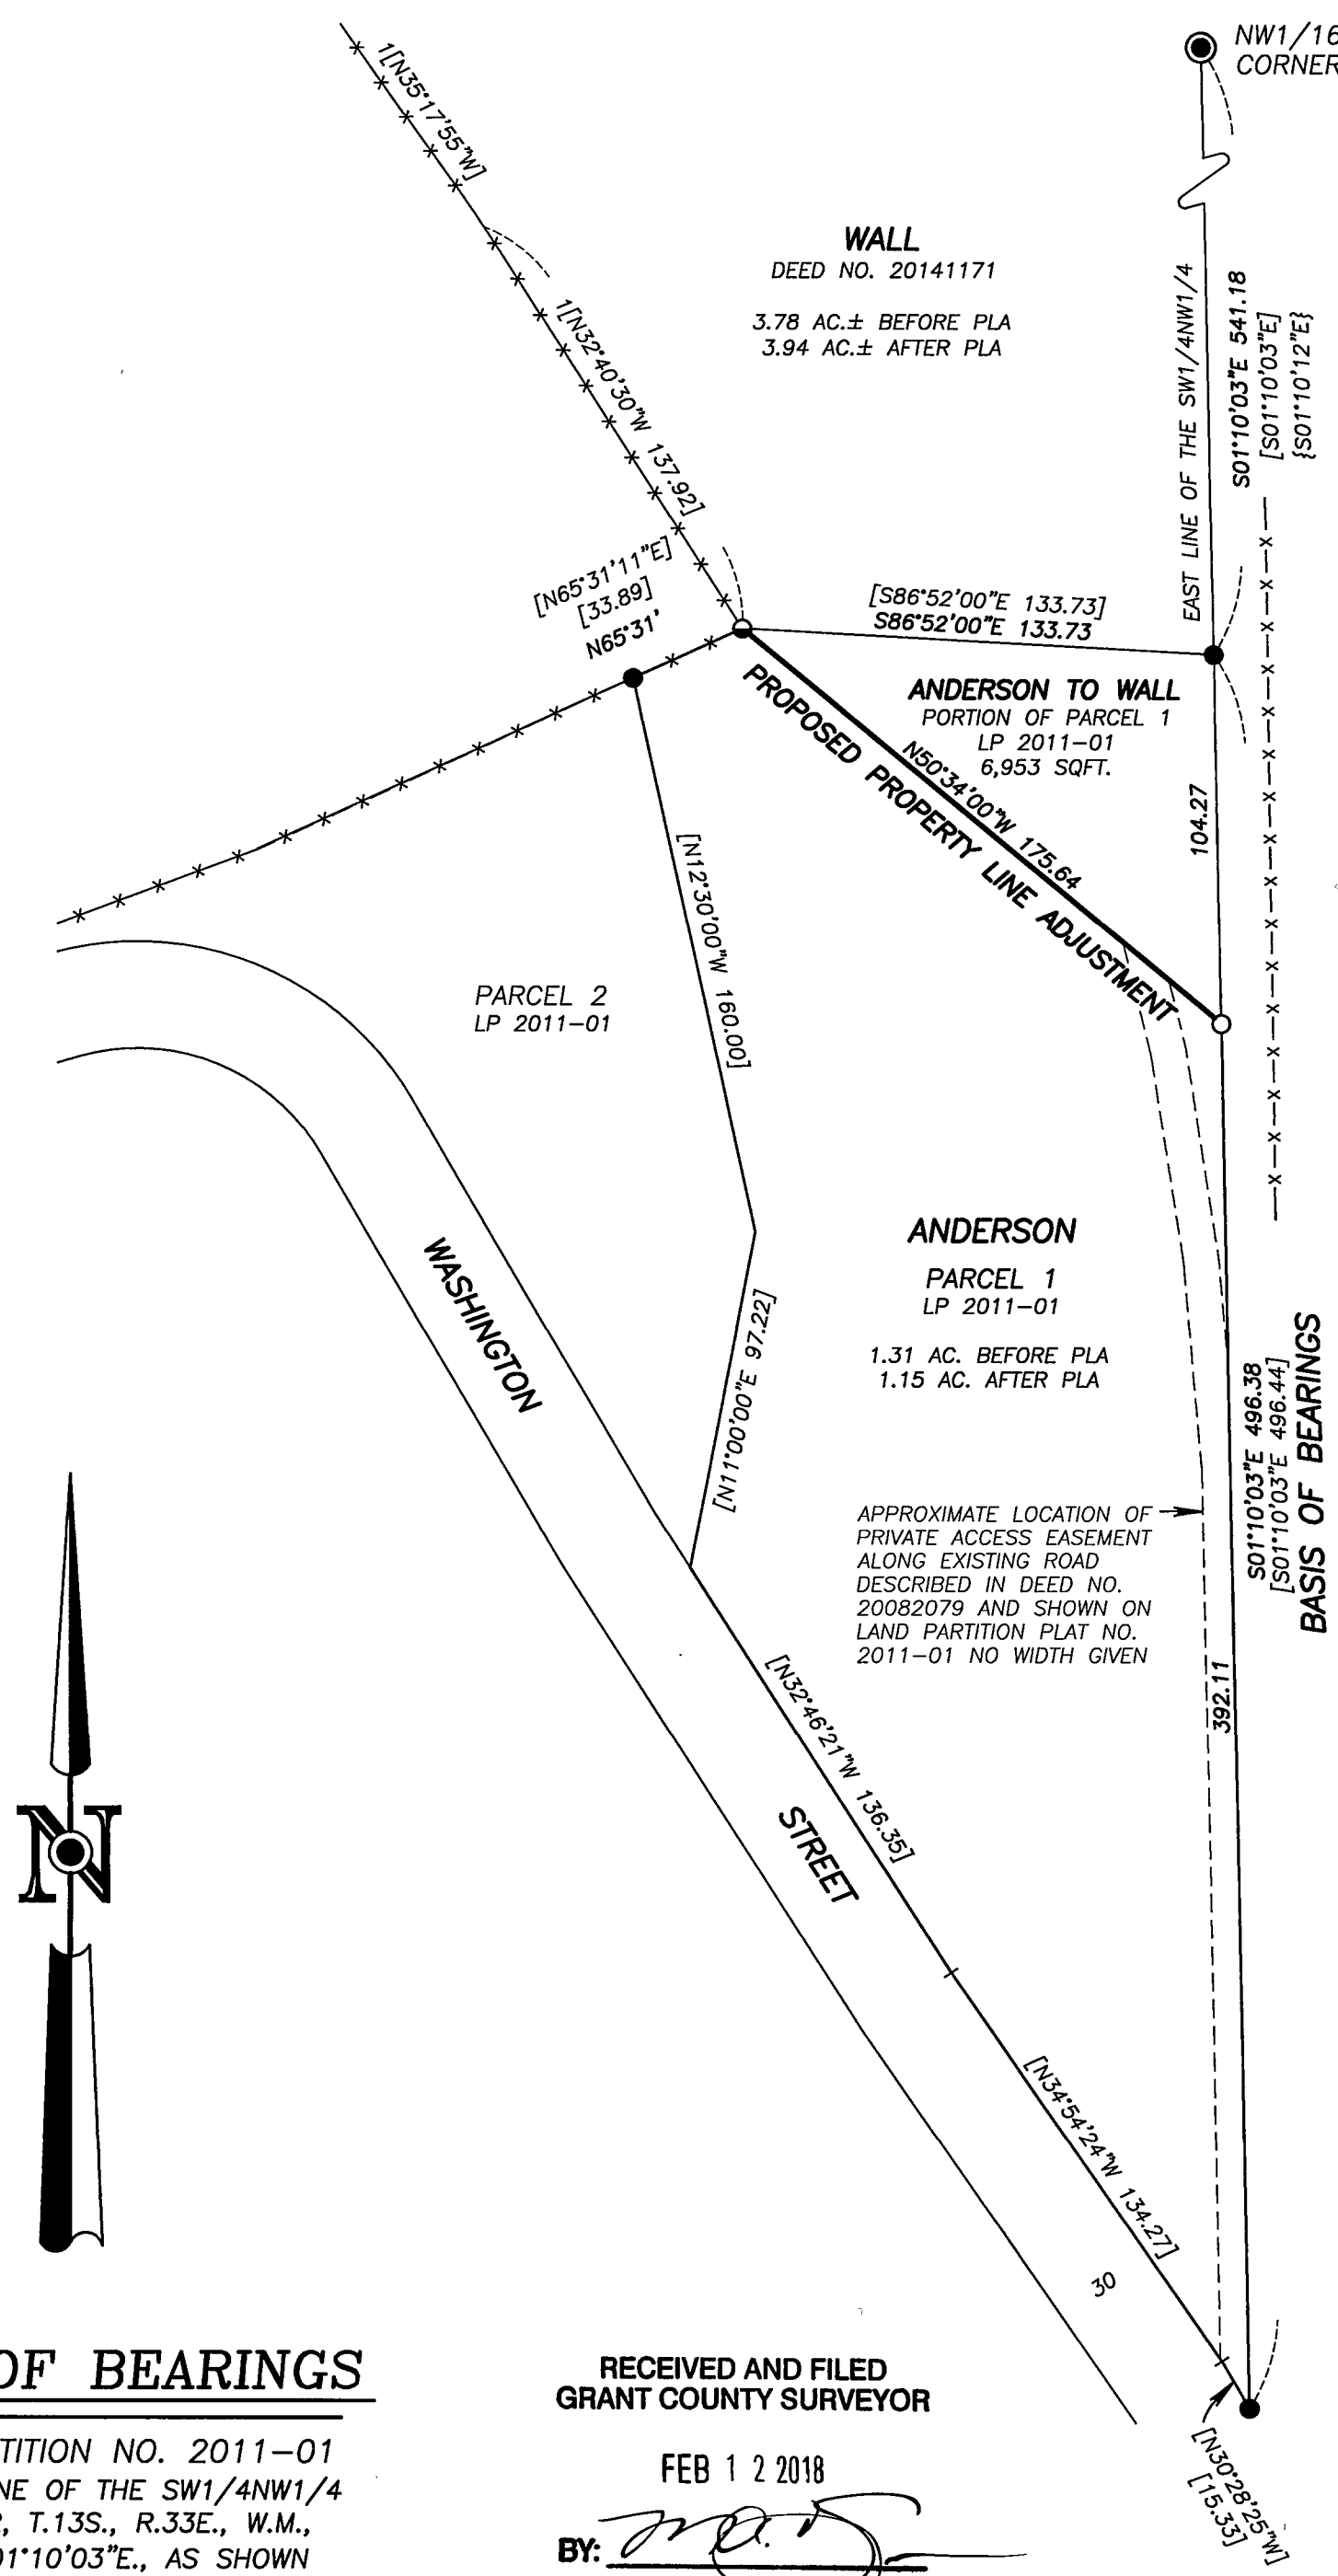 NW1/16
CORNER
1[N35°17'55"W]
WALL
DEED NO. 20141171
3.78 AC.± BEFORE PLA
3.94 AC.± AFTER PLA
EAST LINE OF THE SW1/4NW1/4
S01°10'03"E 541.18
[S01°10'03"E]
{S01°10'12"E}
1[N32°40'30"W 137.92]
[N65°31'11"E]
[33.89]
N65°31'
[S86°52'00"E 133.73]
S86°52'00"E 133.73
ANDERSON TO WALL
PORTION OF PARCEL 1
LP 2011-01
6,953 SQFT.
N50°34'00"W 175.64
PROPOSED PROPERTY LINE ADJUSTMENT
104.27
[N12°30'00"W 160.00]
PARCEL 2
LP 2011-01
WASHINGTON
STREET
ANDERSON
PARCEL 1
LP 2011-01
1.31 AC. BEFORE PLA
1.15 AC. AFTER PLA
[N11°00'00"E 97.22]
S01°10'03"E 496.38
[S01°10'03"E 496.44]
BASIS OF BEARINGS
APPROXIMATE LOCATION OF
PRIVATE ACCESS EASEMENT
ALONG EXISTING ROAD
DESCRIBED IN DEED NO.
20082079 AND SHOWN ON
LAND PARTITION PLAT NO.
2011-01 NO WIDTH GIVEN
392.11
[N32°46'21"W 136.35]
[N34°54'24"W 134.27]
30
[N30°28'25"W]
[15.33]
N
OF BEARINGS
TITION NO. 2011-01
NE OF THE SW1/4NW1/4
, T.13S., R.33E., W.M.,
01°10'03"E., AS SHOWN
RECEIVED AND FILED
GRANT COUNTY SURVEYOR
FEB 12 2018
BY: